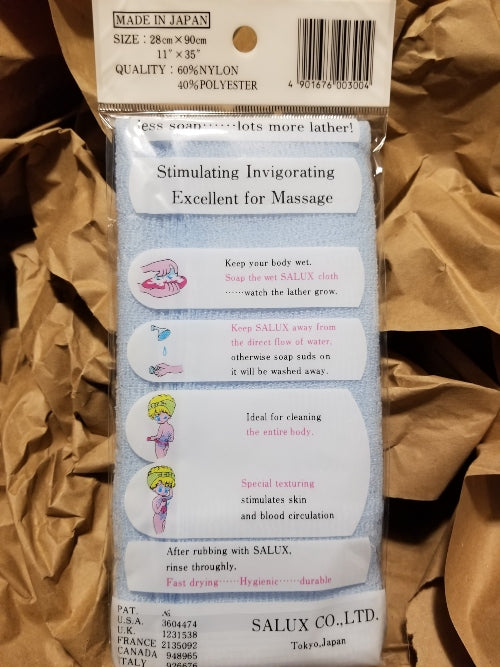 MADE IN JAPAN
SIZE : 28cm × 90cm
11" × 35"
QUALITY : 60%NYLON
40%POLYESTER
4 901676 003004
less soap⋯⋯lots more lather!
Stimulating Invigorating
Excellent for Massage
Keep your body wet.
Soap the wet SALUX cloth
⋯⋯watch the lather grow.
Keep SALUX away from
the direct flow of water,
otherwise soap suds on
it will be washed away.
Ideal for cleaning
the entire body.
Special texturing
stimulates skin
and blood circulation
After rubbing with SALUX,
rinse throughly.
Fast drying⋯⋯Hygienic⋯⋯durable
PAT. №
U.S.A. 3604474
U.K. 1231538
FRANCE 2135092
CANADA 948965
ITALY 926676
SALUX CO.,LTD.
Tokyo,Japan